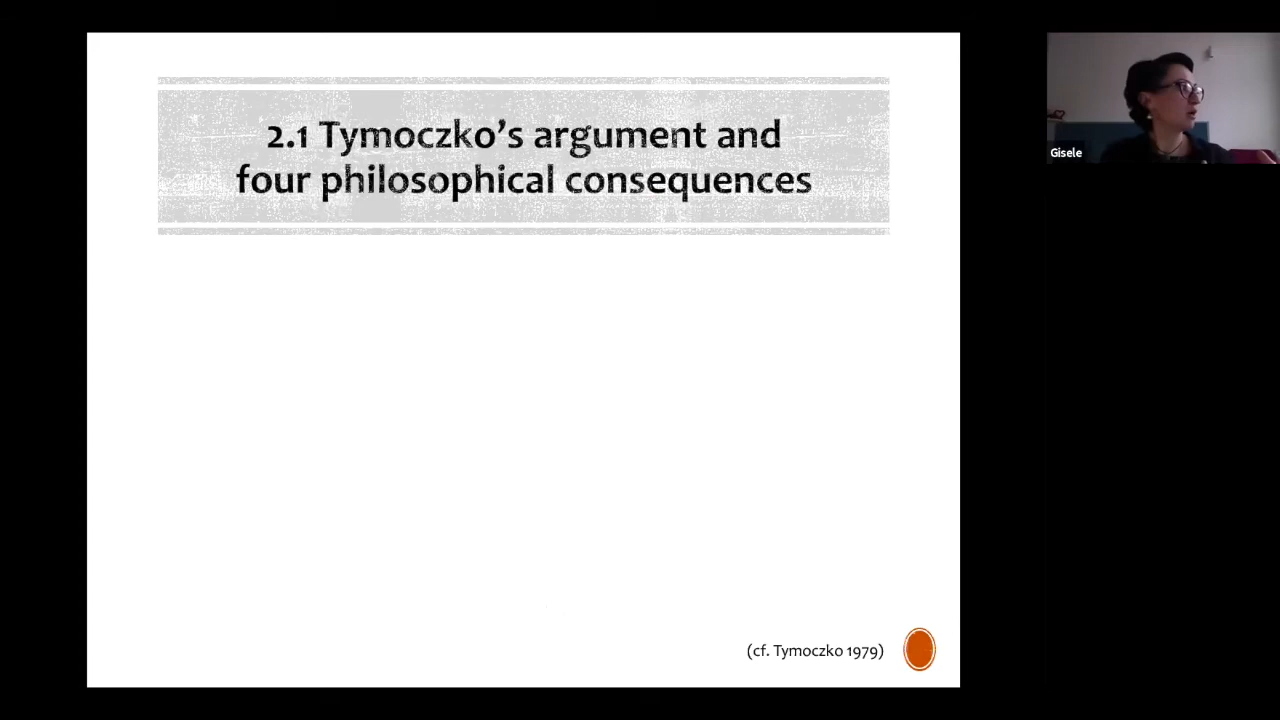 2.1 Tymoczko’s argument and
four philosophical consequences
Gisele
(cf. Tymoczko 1979)